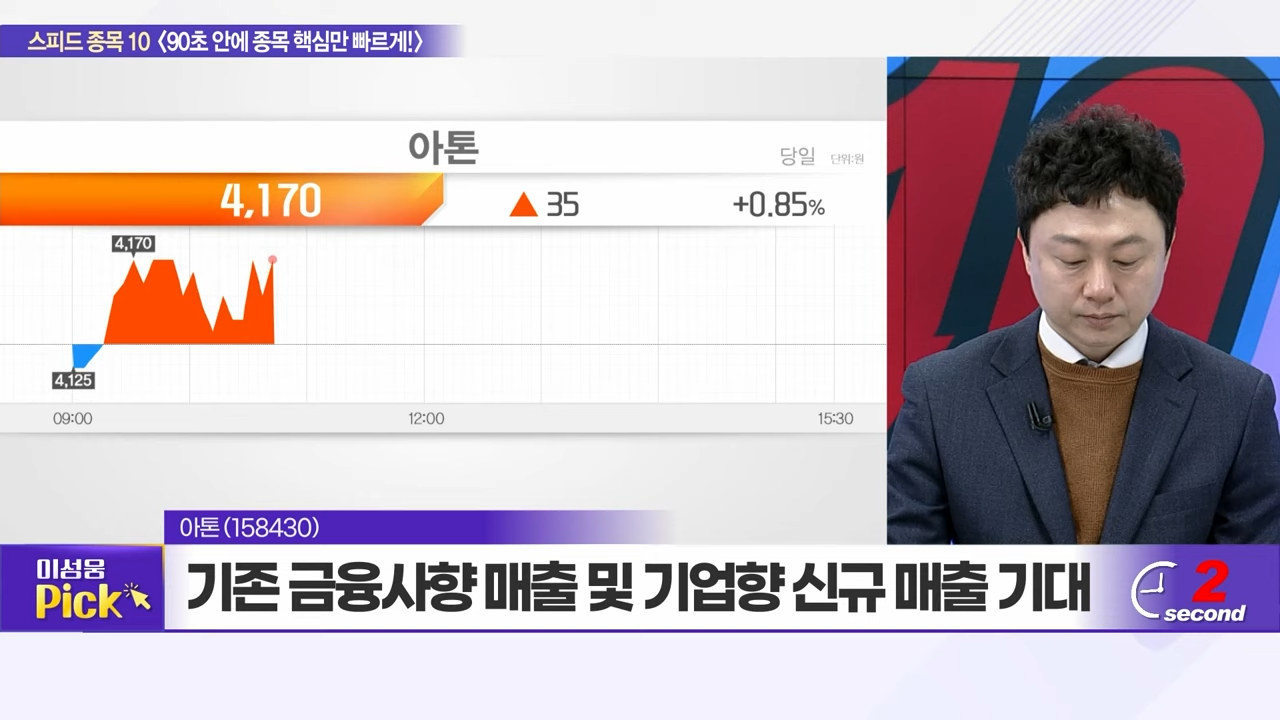 스피드 종목 10 〈90초 안에 종목 핵심만 빠르게!〉
아톤
당일 단위:원
4,170 ▲ 35 +0.85%
4,170
4,125
09:00 12:00 15:30
10
아톤(158430)
이성웅
Pick
기존 금융사향 매출 및 기업향 신규 매출 기대
2
second